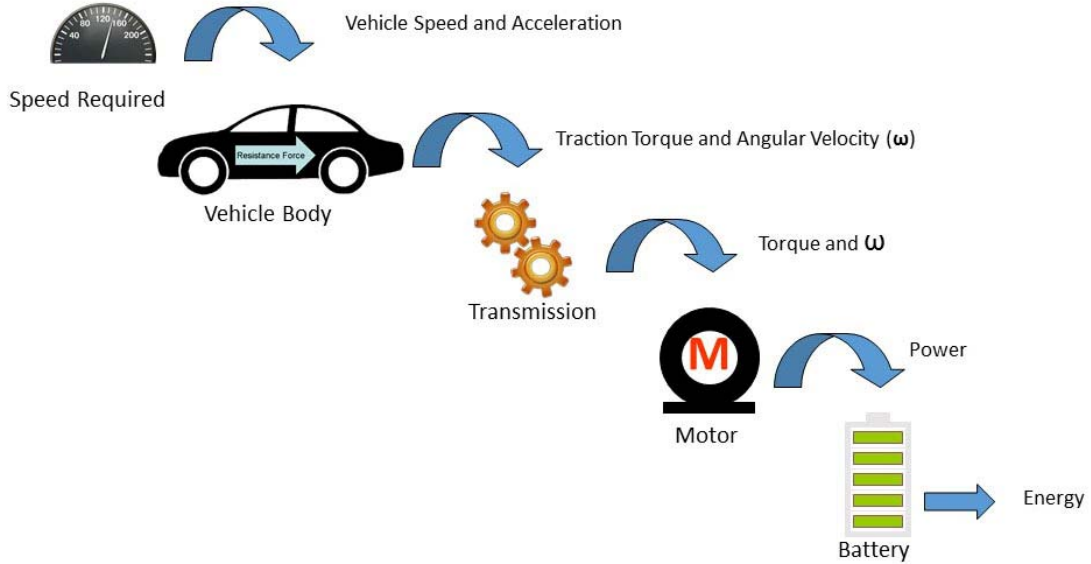 40
80
120
160
200
Vehicle Speed and Acceleration
Speed Required
Resistance Force
Traction Torque and Angular Velocity (ω)
Vehicle Body
Torque and ω
Transmission
M
Power
Motor
Energy
Battery